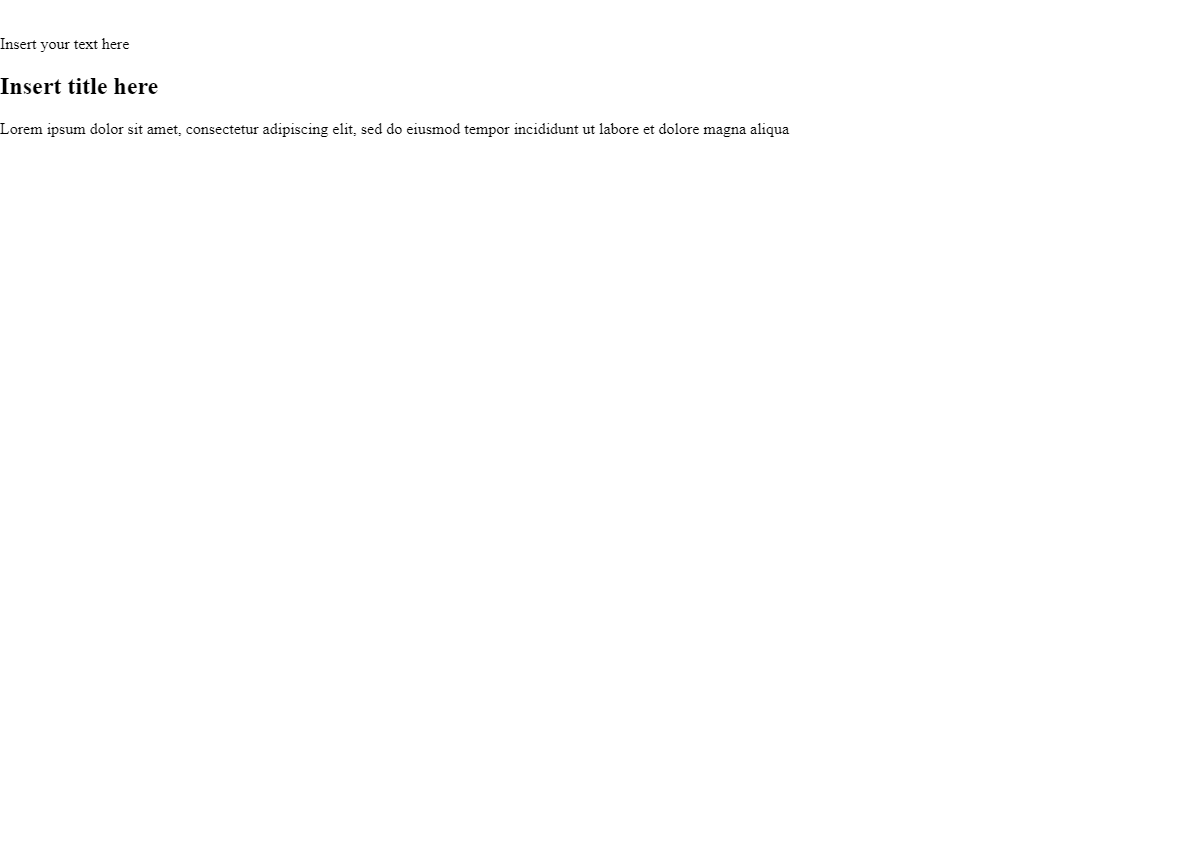 Insert your text here
Insert title here
Lorem ipsum dolor sit amet, consectetur adipiscing elit, sed do eiusmod tempor incididunt ut labore et dolore magna aliqua